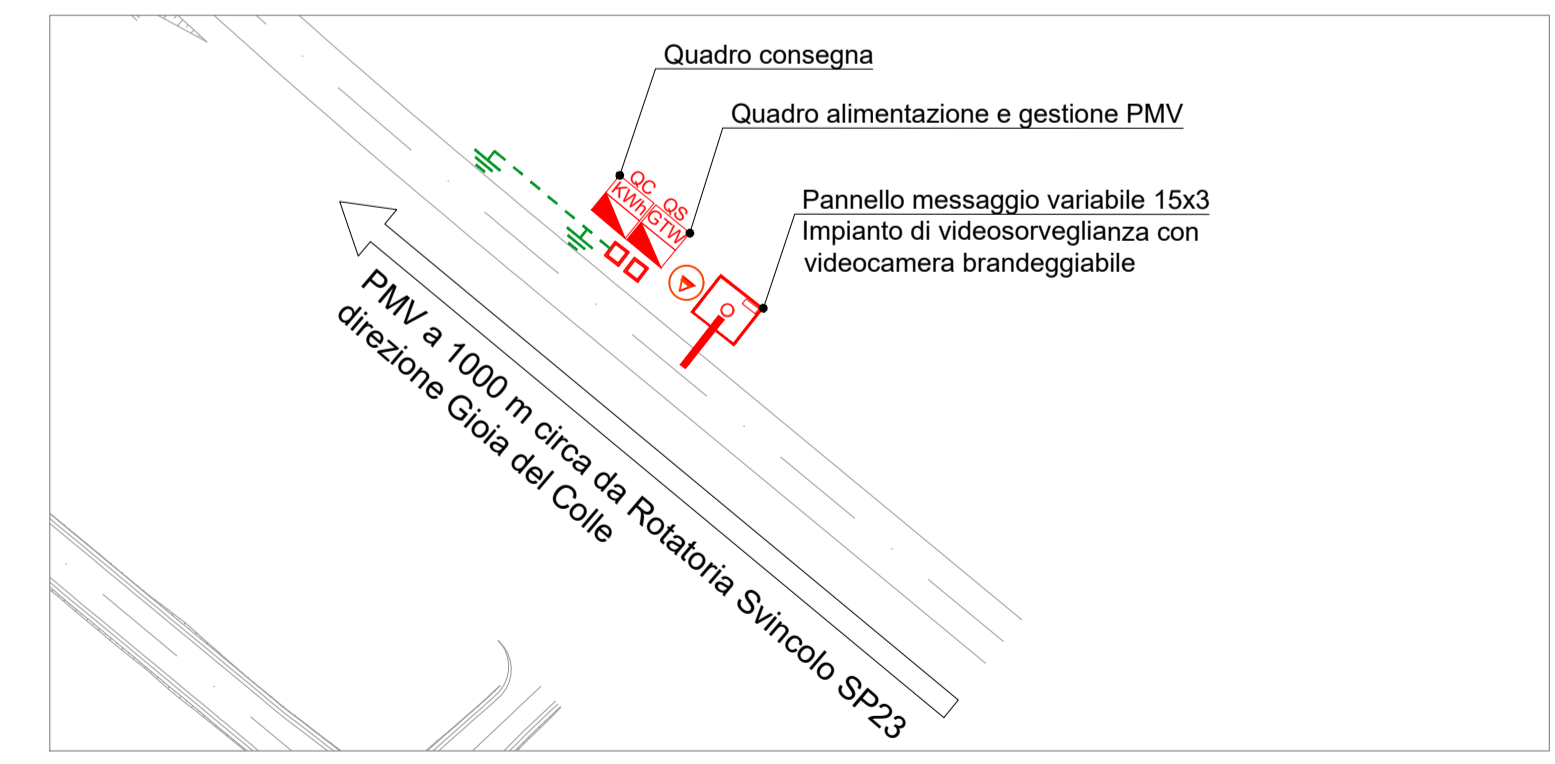 Quadro consegna
Quadro alimentazione e gestione PMV
QC
KWh
QS
GTW
Pannello messaggio variabile 15x3
Impianto di videosorveglianza con
videocamera brandeggiabile
PMV a 1000 m circa da Rotatoria Svincolo SP23
direzione Gioia del Colle